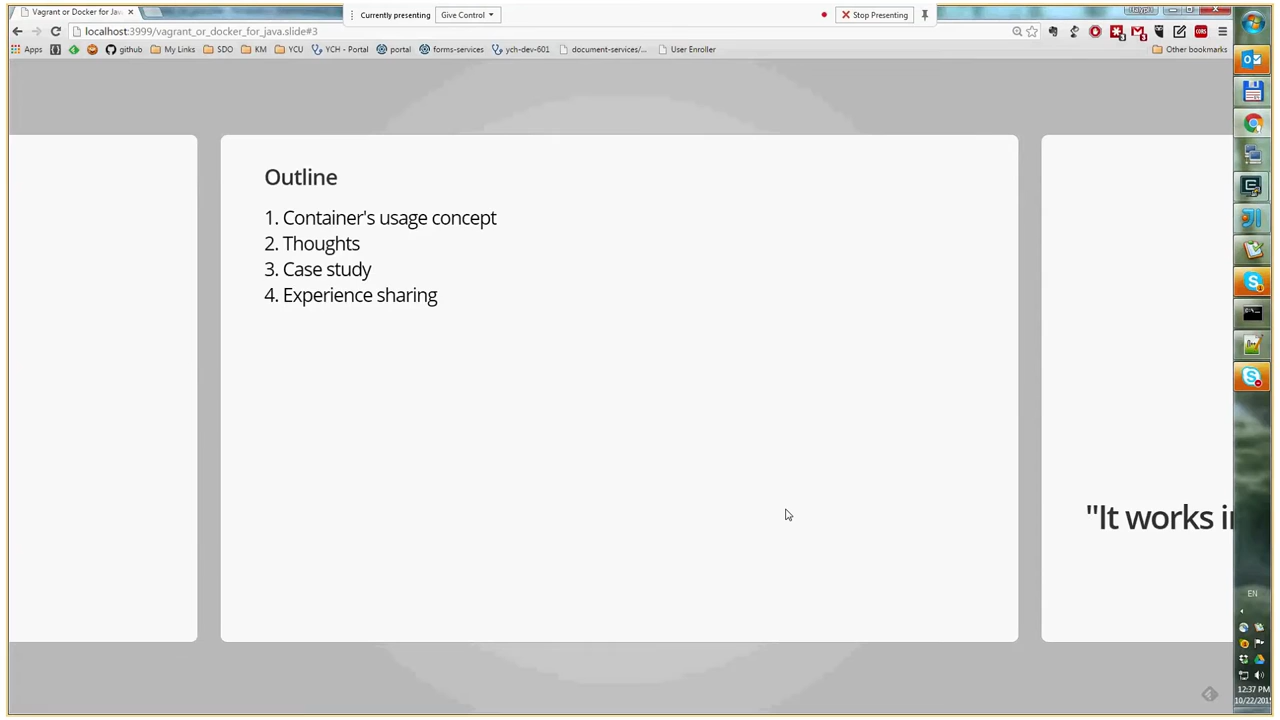 Vagrant or Docker for Jav
Currently presenting
Give Control
Stop Presenting
localhost:3999/vagrant_or_docker_for_java.slide#3
Apps
github
My Links
SDO
KM
YCU
YCH - Portal
portal
forms-services
ych-dev-601
document-services/...
User Enroller
Other bookmarks
Outline
1. Container's usage concept
2. Thoughts
3. Case study
4. Experience sharing
"It works in
EN
12:37 PM
10/22/201